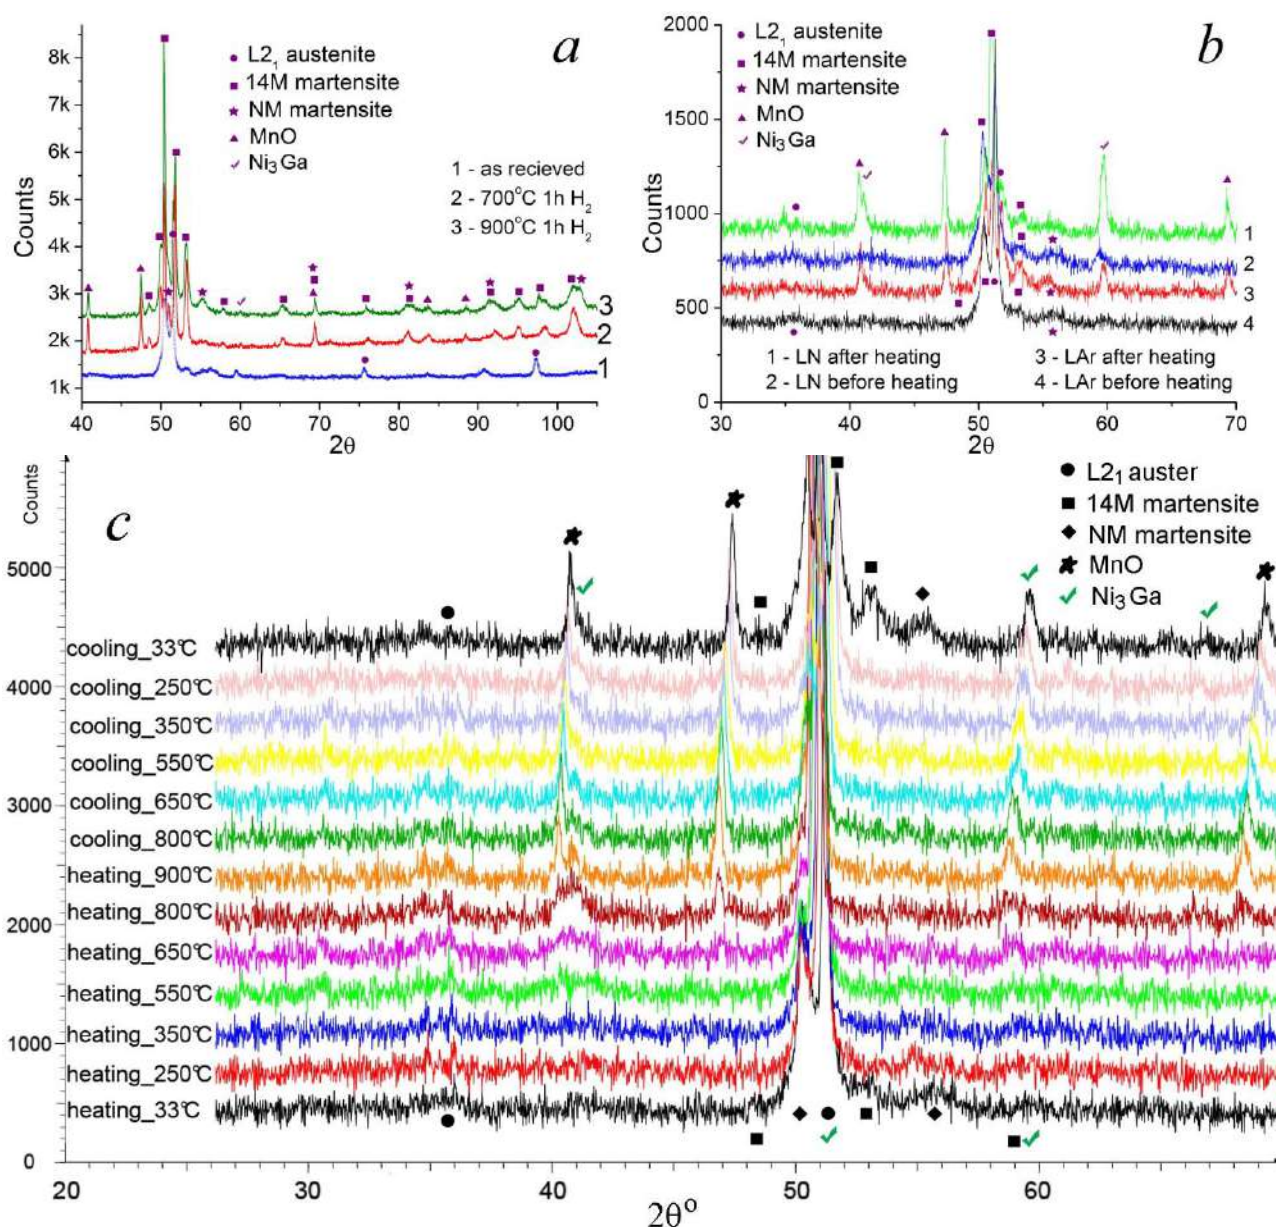 a
L2₁ austenite
14M martensite
NM martensite
MnO
Ni₃Ga
1 - as recieved
2 - 700°C 1h H₂
3 - 900°C 1h H₂
Counts
8k
7k
6k
5k
4k
3k
2k
1k
3
2
1
40 50 60 70 80 90 100
2θ
b
L2₁ austenite
14M martensite
NM martensite
MnO
Ni₃Ga
Counts
2000
1500
1000
500
0
1
2
3
4
1 - LN after heating
2 - LN before heating
3 - LAr after heating
4 - LAr before heating
30 40 50 60 70
2θ
c
L2₁ auster
14M martensite
NM martensite
MnO
Ni₃Ga
Counts
5000
4000
3000
2000
1000
0
cooling_33°C
cooling_250°C
cooling_350°C
cooling_550°C
cooling_650°C
cooling_800°C
heating_900°C
heating_800°C
heating_650°C
heating_550°C
heating_350°C
heating_250°C
heating_33°C
20 30 40 50 60
2θ°